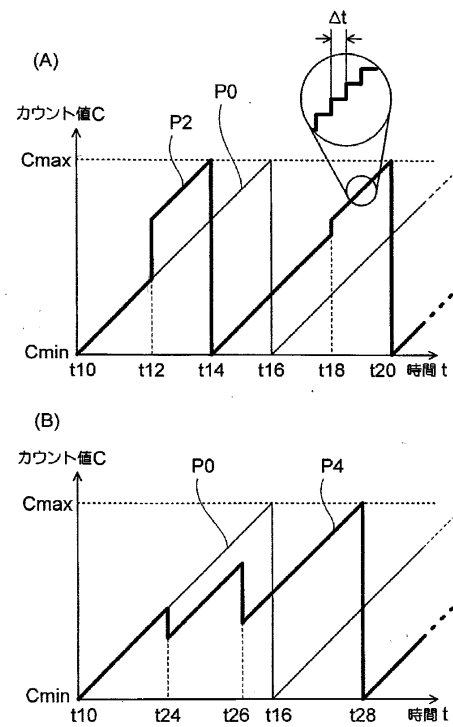 (A)
Δt
カウント値C
P2
P0
Cmax
Cmin
t10
t12
t14
t16
t18
t20
時間 t
(B)
カウント値C
P0
P4
Cmax
Cmin
t10
t24
t26
t16
t28
時間 t